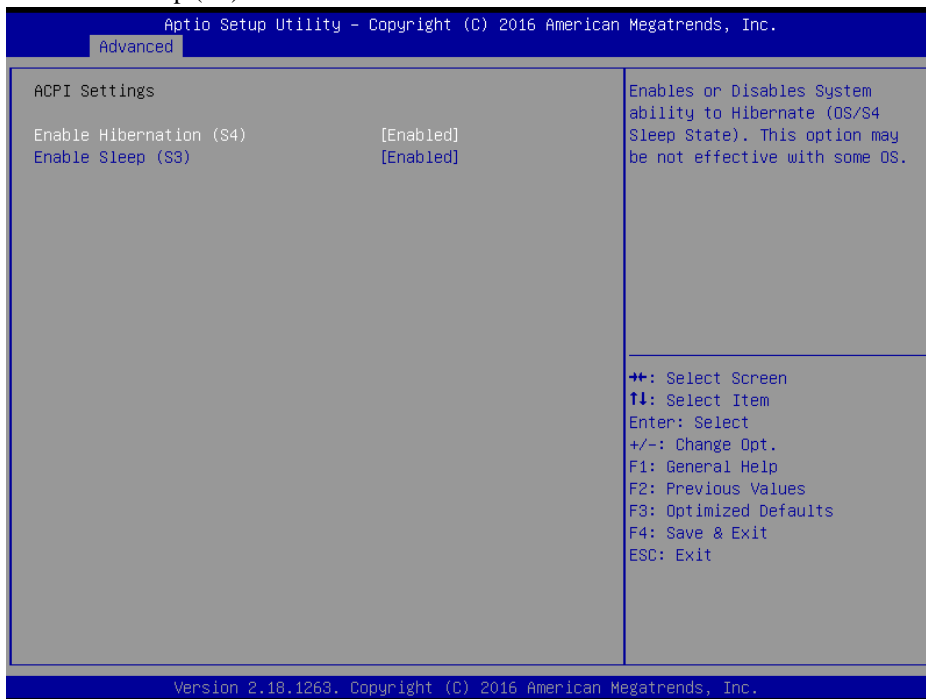 Aptio Setup Utility – Copyright (C) 2016 American Megatrends, Inc.
Advanced
ACPI Settings
Enable Hibernation (S4) [Enabled]
Enable Sleep (S3) [Enabled]
Enables or Disables System
ability to Hibernate (OS/S4
Sleep State). This option may
be not effective with some OS.
→←: Select Screen
↑↓: Select Item
Enter: Select
+/-: Change Opt.
F1: General Help
F2: Previous Values
F3: Optimized Defaults
F4: Save & Exit
ESC: Exit
Version 2.18.1263. Copyright (C) 2016 American Megatrends, Inc.